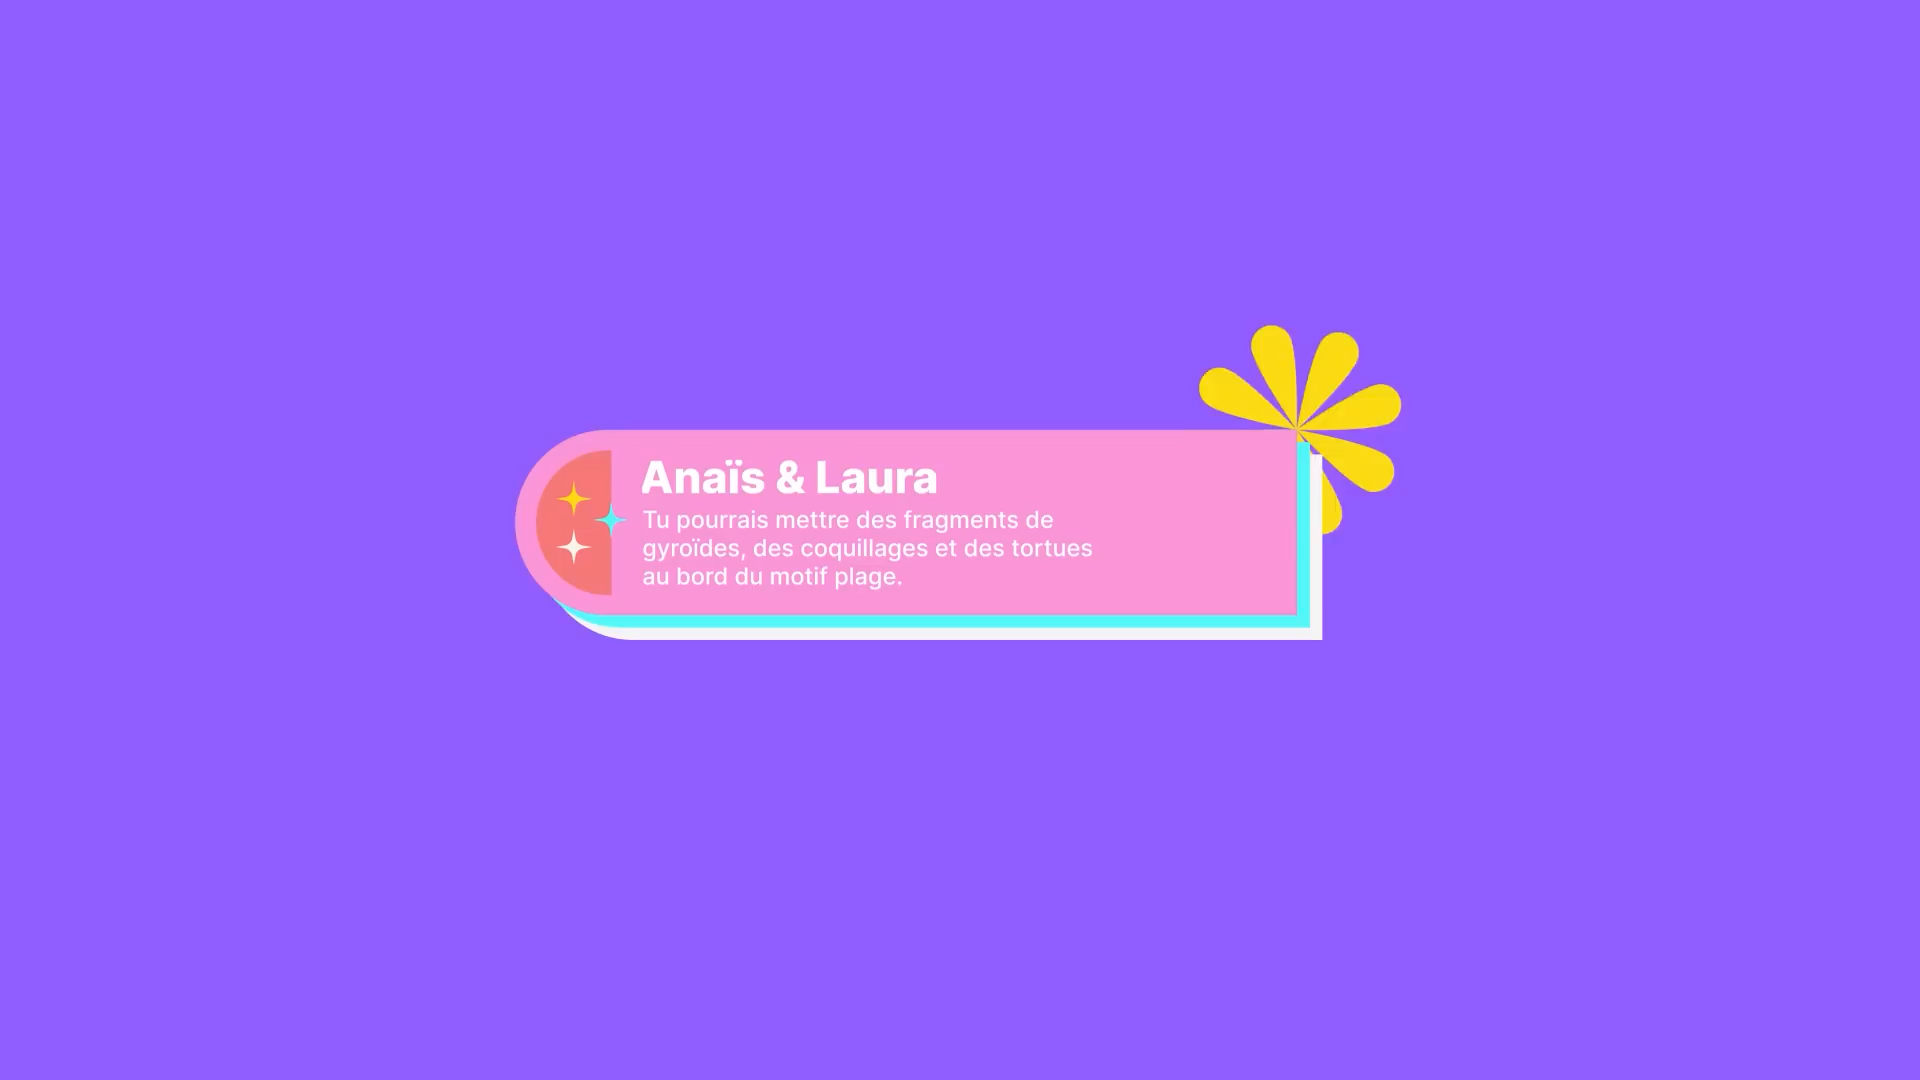 Anaïs & Laura
Tu pourrais mettre des fragments de
gyroïdes, des coquillages et des tortues
au bord du motif plage.